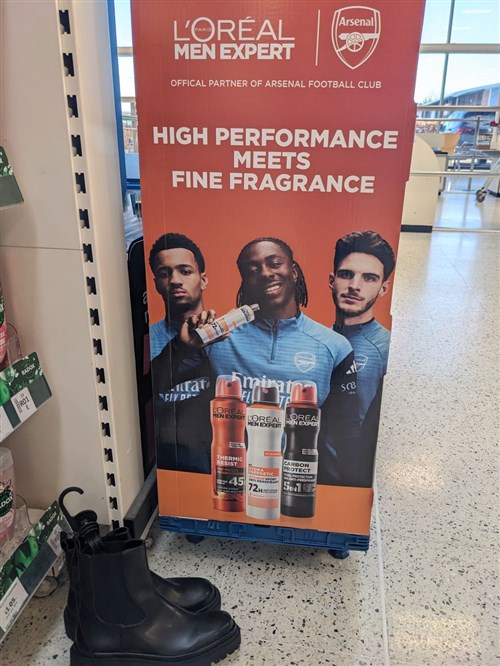 L'ORÉAL
PARIS
MEN EXPERT
Arsenal
OFFICAL PARTNER OF ARSENAL FOOTBALL CLUB
HIGH PERFORMANCE
MEETS
FINE FRAGRANCE
Emirates
L'ORÉAL
MEN EXPERT
THERMIC
RESIST
45
L'ORÉAL
MEN EXPERT
72H
L'ORÉAL
MEN EXPERT
CARBON
PROTECT
5in1